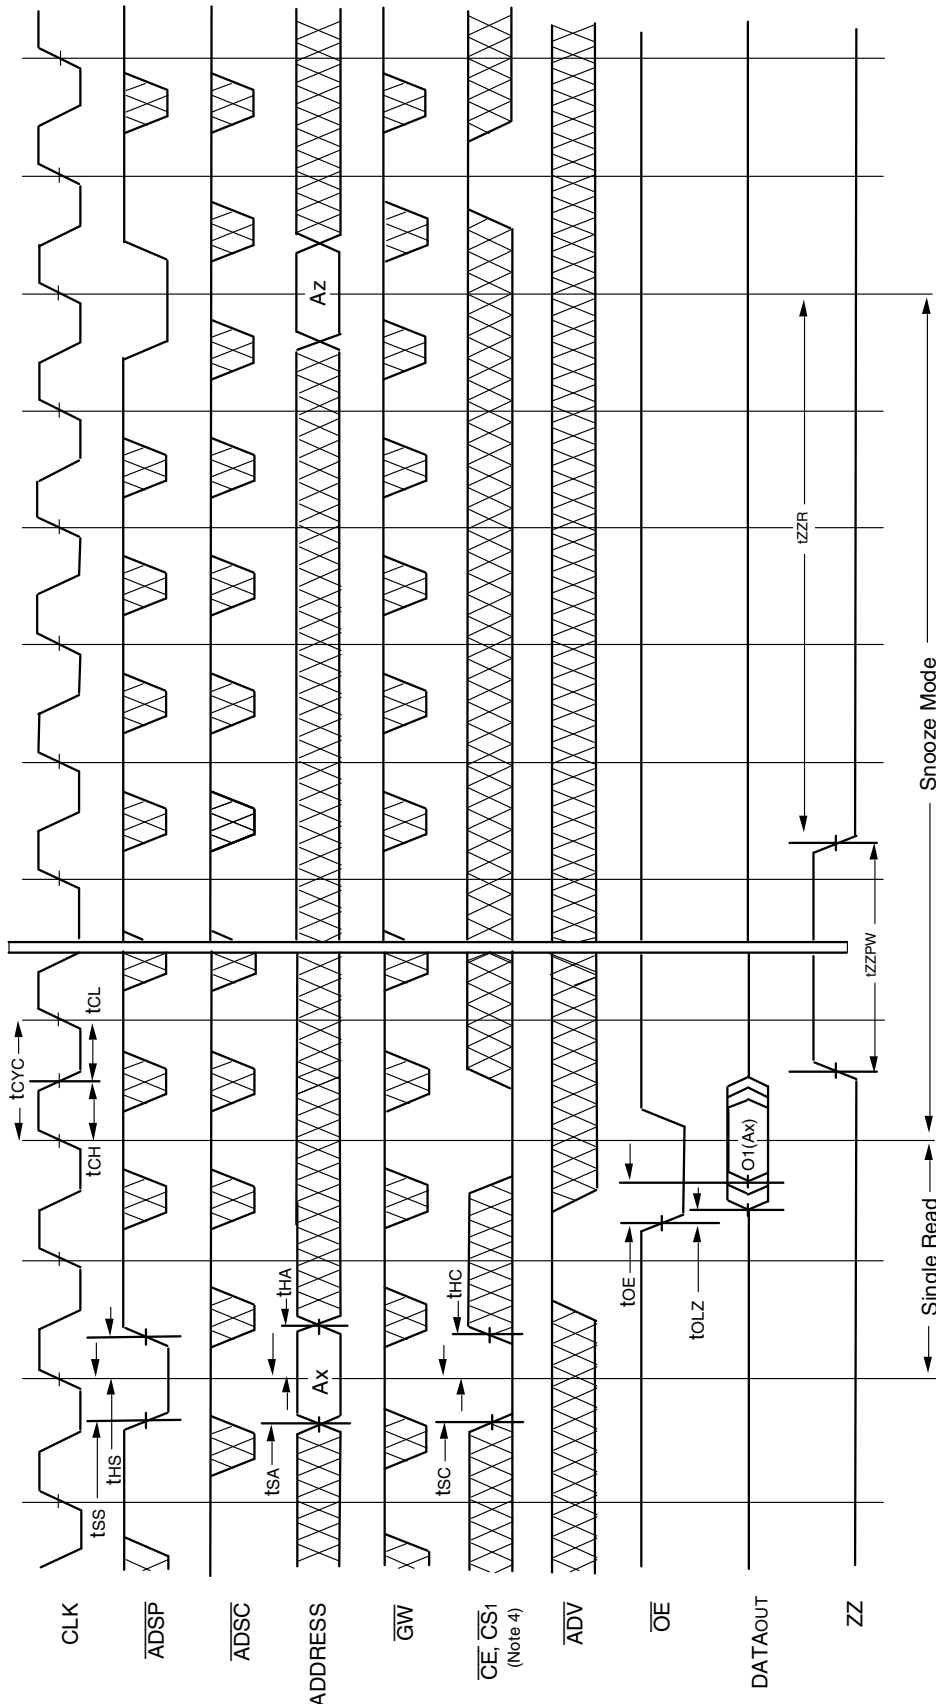 CLK
tSS
tHS
tCH
tCYC
tCL
ADSP
ADSC
ADDRESS
tSA
Ax
tHA
Az
GW
CE, CS1
(Note 4)
tSC
tHC
ADV
OE
tOE
tOLZ
DATAOUT
O1(Ax)
ZZ
tZZPW
tZZR
Single Read
Snooze Mode